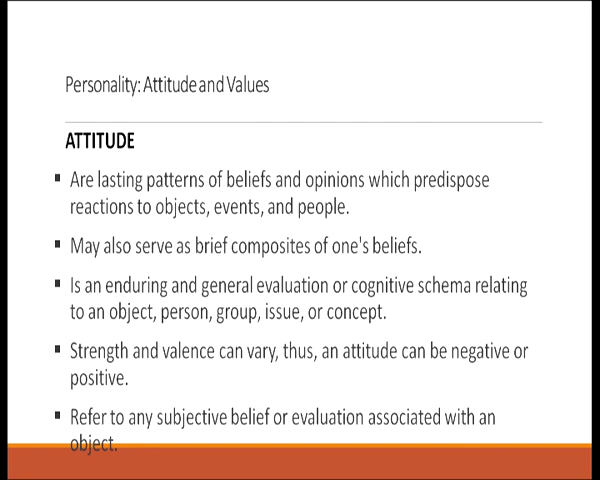 Personality: Attitude and Values
ATTITUDE
▪ Are lasting patterns of beliefs and opinions which predispose
reactions to objects, events, and people.
▪ May also serve as brief composites of one's beliefs.
▪ Is an enduring and general evaluation or cognitive schema relating
to an object, person, group, issue, or concept.
▪ Strength and valence can vary, thus, an attitude can be negative or
positive.
▪ Refer to any subjective belief or evaluation associated with an
object.